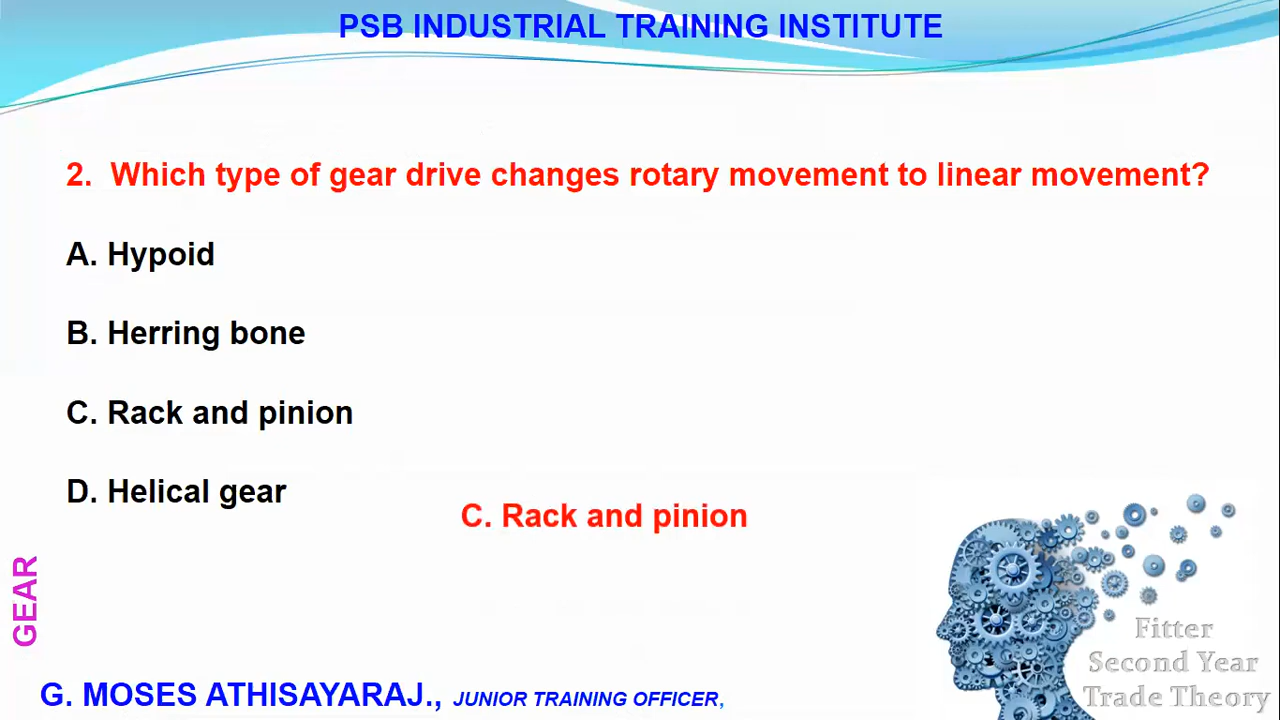 PSB INDUSTRIAL TRAINING INSTITUTE
2. Which type of gear drive changes rotary movement to linear movement?
A. Hypoid
B. Herring bone
C. Rack and pinion
D. Helical gear
C. Rack and pinion
GEAR
Fitter
Second Year
Trade Theory
G. MOSES ATHISAYARAJ., JUNIOR TRAINING OFFICER,